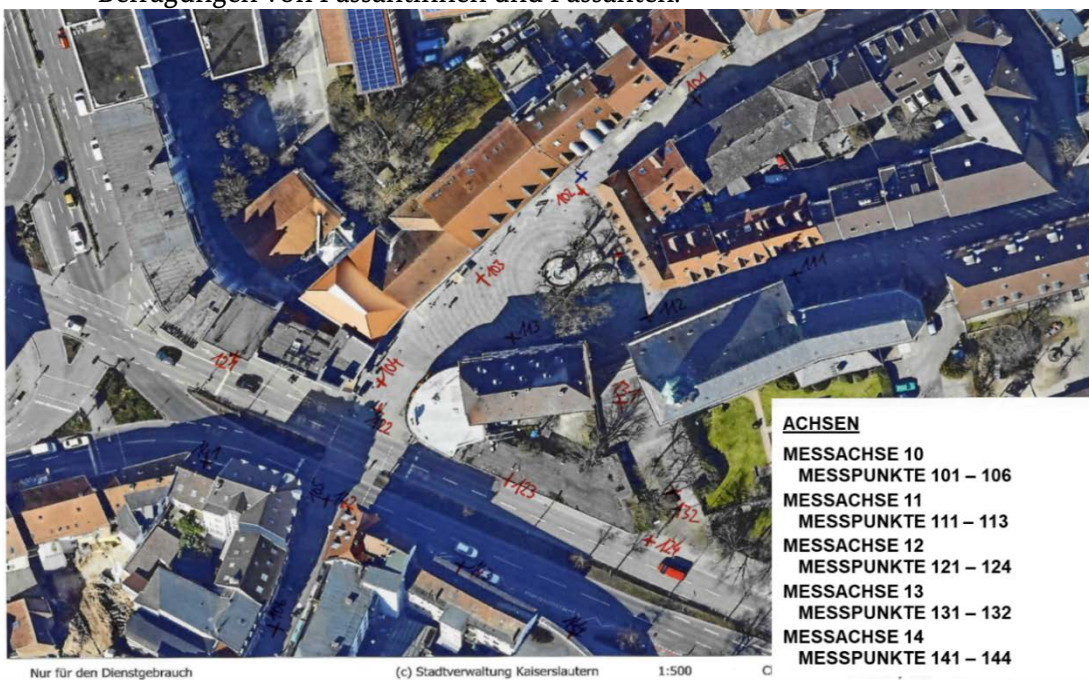 Befragungen von Passantinnen und Passanten.
101
102
103
111
112
113
104
121
122
131
141
105
142
123
132
124
106
ACHSEN
MESSACHSE 10
MESSPUNKTE 101 – 106
MESSACHSE 11
MESSPUNKTE 111 – 113
MESSACHSE 12
MESSPUNKTE 121 – 124
MESSACHSE 13
MESSPUNKTE 131 – 132
MESSACHSE 14
MESSPUNKTE 141 – 144
Nur für den Dienstgebrauch
(c) Stadtverwaltung Kaiserslautern
1:500